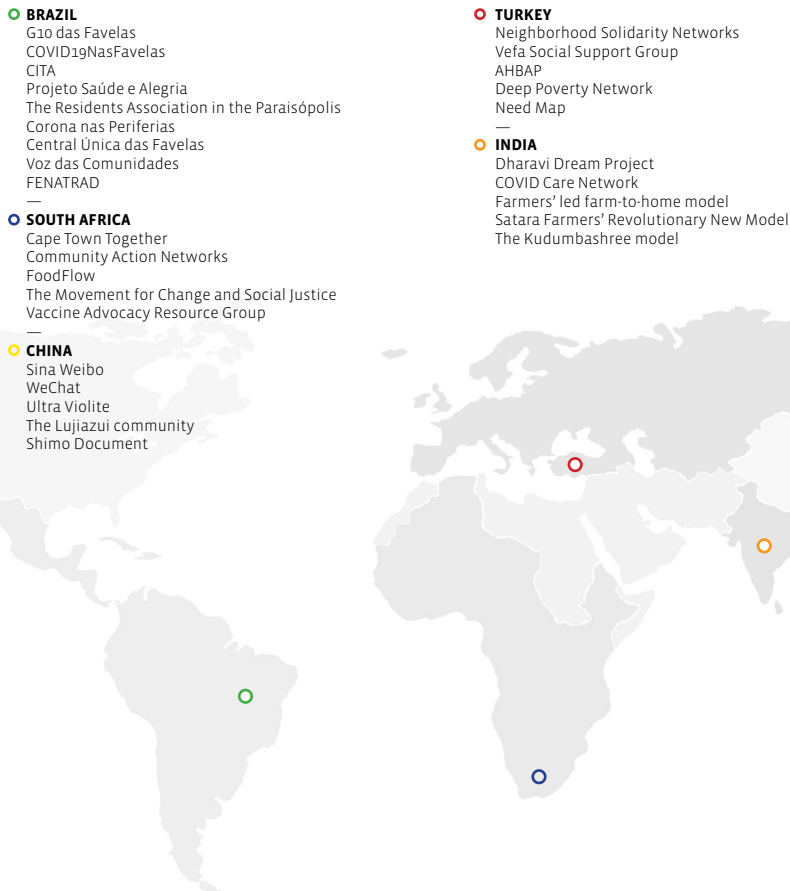 BRAZIL
G10 das Favelas
COVID19NasFavelas
CITA
Projeto Saúde e Alegria
The Residents Association in the Paraisópolis
Corona nas Periferias
Central Única das Favelas
Voz das Comunidades
FENATRAD
—
SOUTH AFRICA
Cape Town Together
Community Action Networks
FoodFlow
The Movement for Change and Social Justice
Vaccine Advocacy Resource Group
—
CHINA
Sina Weibo
WeChat
Ultra Violite
The Lujiazui community
Shimo Document
TURKEY
Neighborhood Solidarity Networks
Vefa Social Support Group
AHBAP
Deep Poverty Network
Need Map
—
INDIA
Dharavi Dream Project
COVID Care Network
Farmers’ led farm-to-home model
Satara Farmers’ Revolutionary New Model
The Kudumbashree model